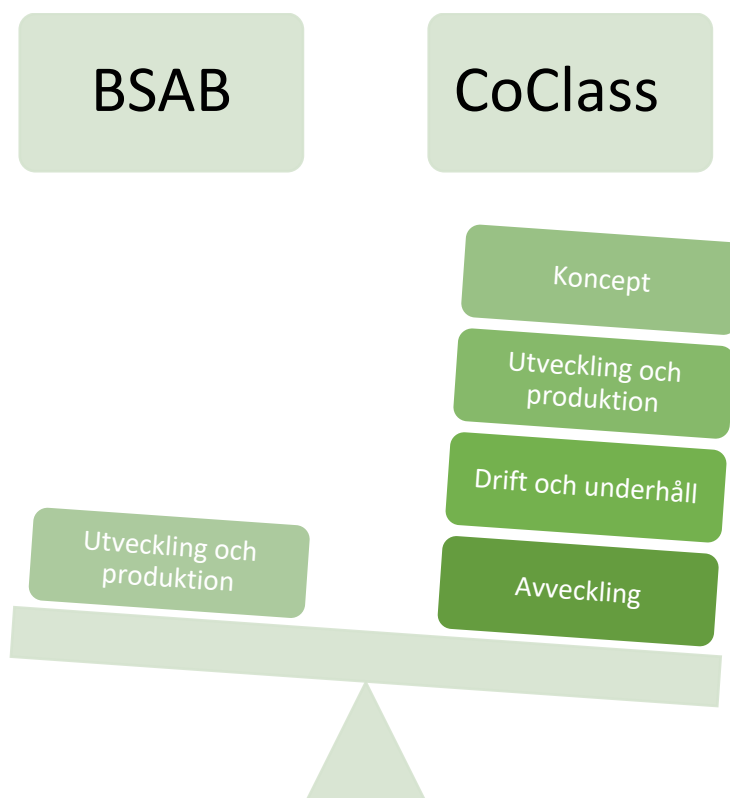 BSAB
CoClass
Koncept
Utveckling och
produktion
Drift och underhåll
Avveckling
Utveckling och
produktion